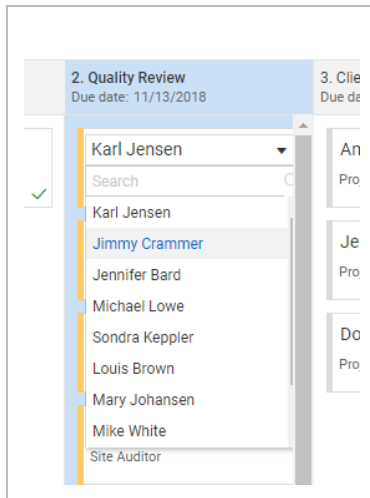 2. Quality Review
Due date: 11/13/2018
3. Clie
Due da
Karl Jensen
Search
Karl Jensen
Jimmy Crammer
Jennifer Bard
Michael Lowe
Sondra Keppler
Louis Brown
Mary Johansen
Mike White
Site Auditor
An
Pro
Je
Pro
Do
Pro